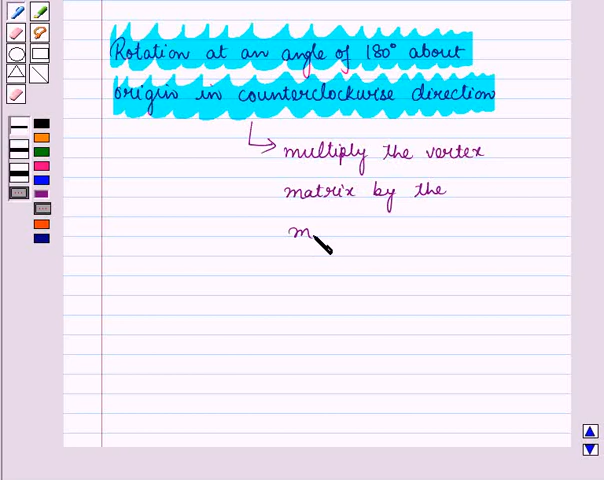 Rotation at an angle of 180° about
origin in counterclockwise direction
multiply the vertex
matrix by the
m